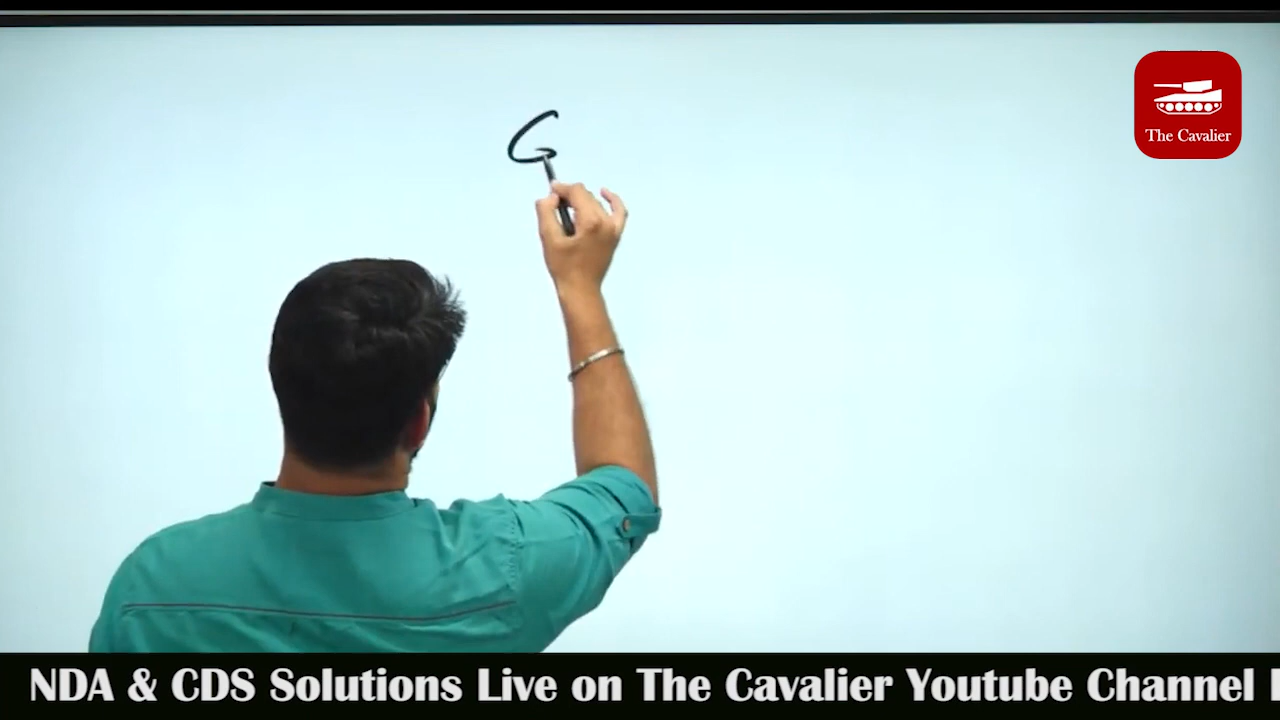 G
The Cavalier
NDA & CDS Solutions Live on The Cavalier Youtube Channel